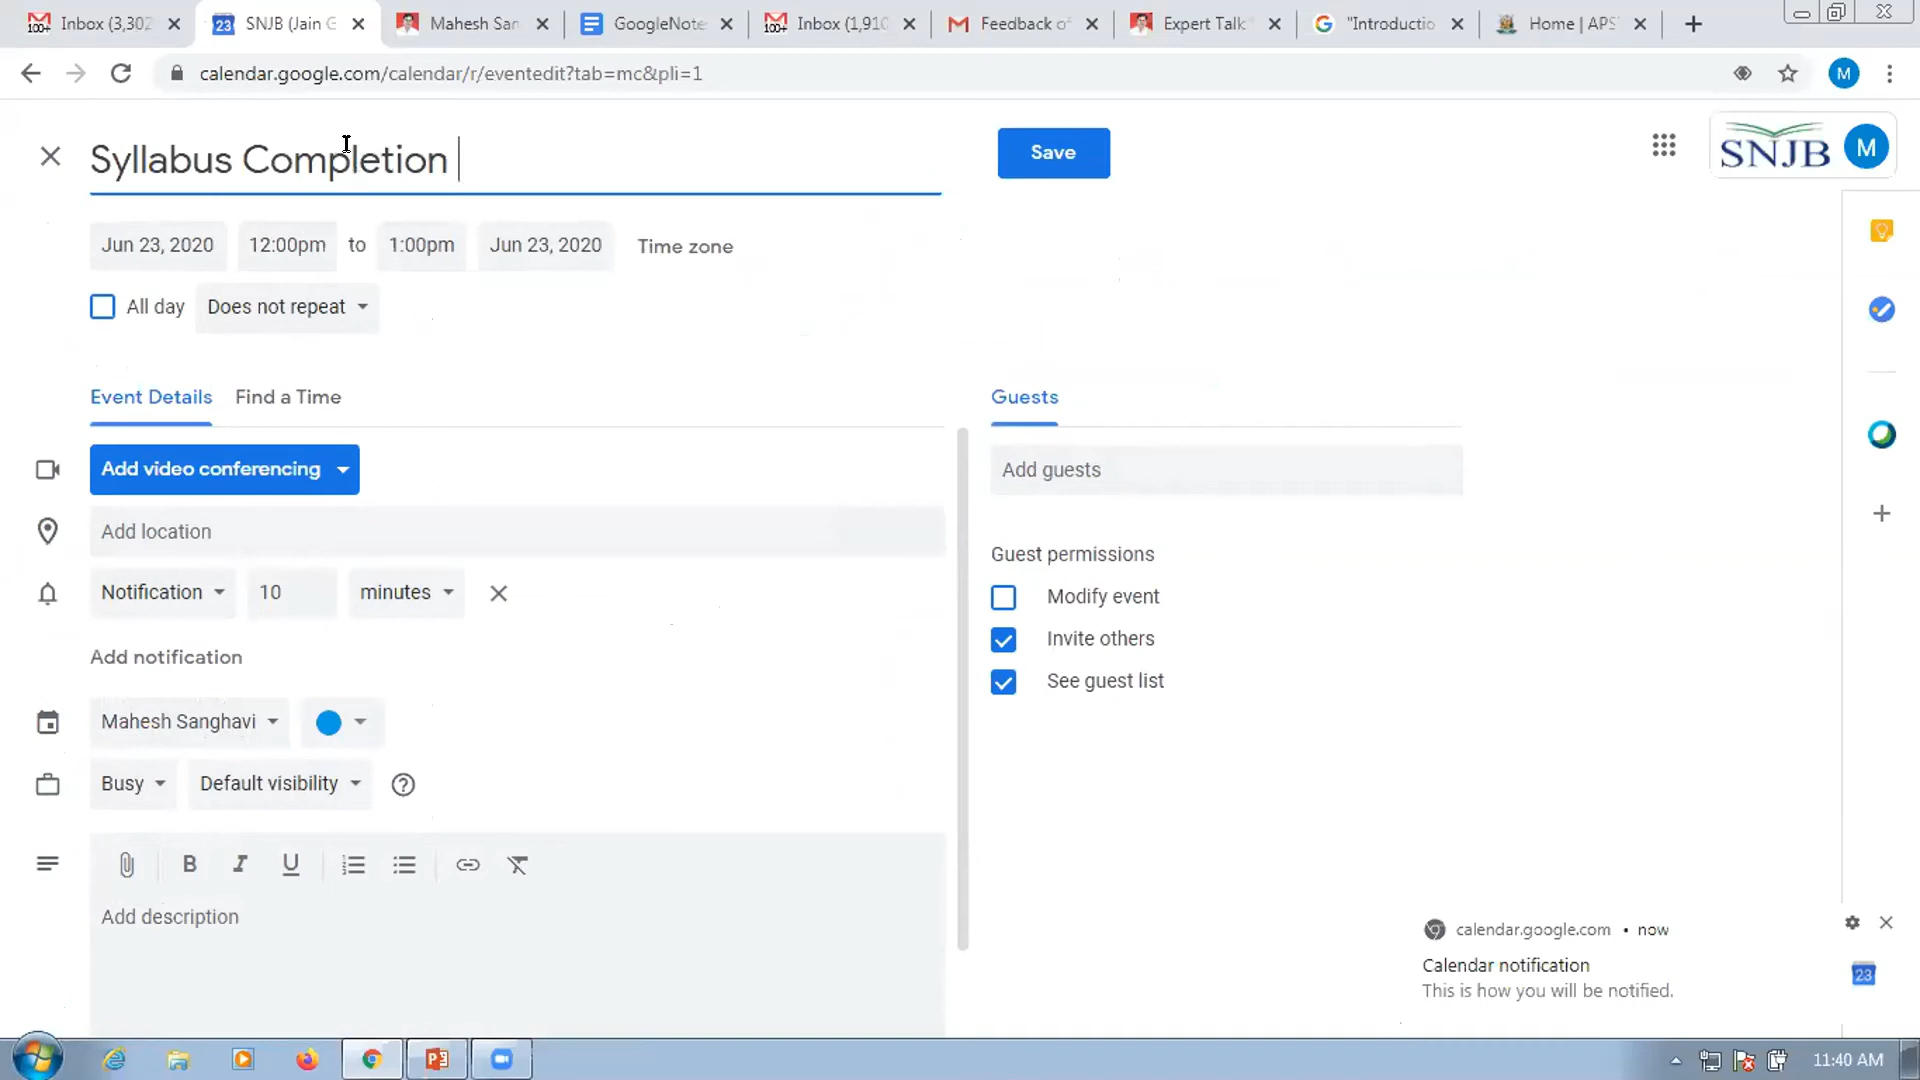 Inbox (3,302
SNJB (Jain G
Mahesh San
GoogleNote
Inbox (1,910
Feedback of
Expert Talk"
"Introductio
Home | APS
calendar.google.com/calendar/r/eventedit?tab=mc&pli=1
M
Syllabus Completion
Save
SNJB
M
Jun 23, 2020
12:00pm
to
1:00pm
Jun 23, 2020
Time zone
All day
Does not repeat
Event Details
Find a Time
Guests
Add video conferencing
Add guests
Add location
Guest permissions
Notification
10
minutes
Modify event
Invite others
Add notification
See guest list
Mahesh Sanghavi
Busy
Default visibility
Add description
calendar.google.com • now
Calendar notification
This is how you will be notified.
23
11:40 AM